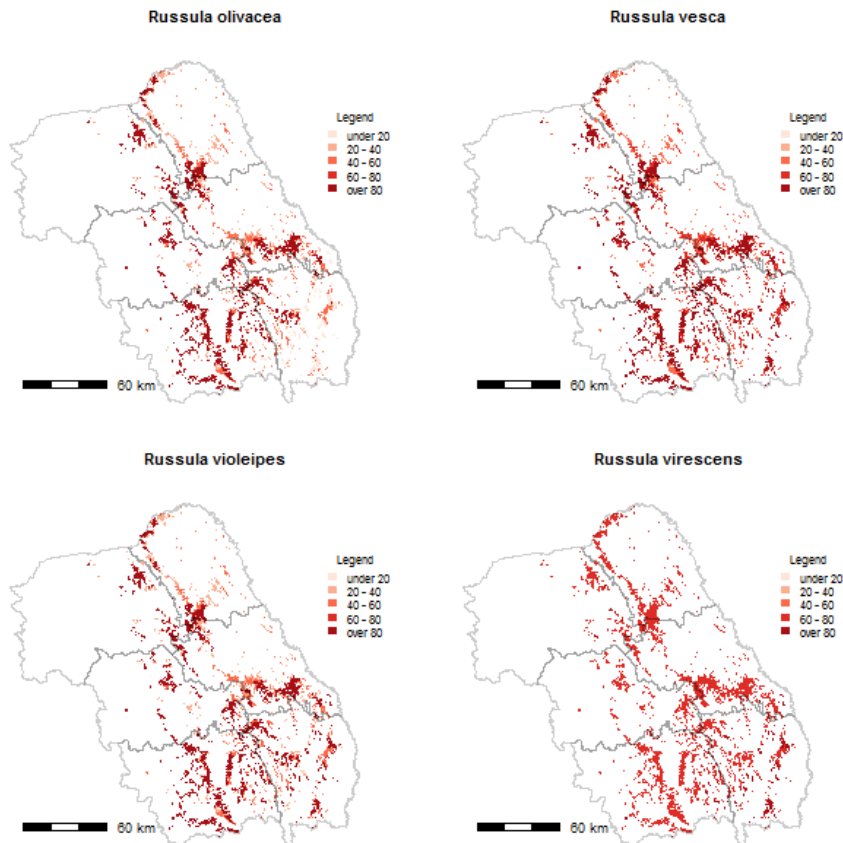 Russula olivacea
Legend
under 20
20 - 40
40 - 60
60 - 80
over 80
60 km
Russula vesca
Legend
under 20
20 - 40
40 - 60
60 - 80
over 80
60 km
Russula violeipes
Legend
under 20
20 - 40
40 - 60
60 - 80
over 80
60 km
Russula virescens
Legend
under 20
20 - 40
40 - 60
60 - 80
over 80
60 km